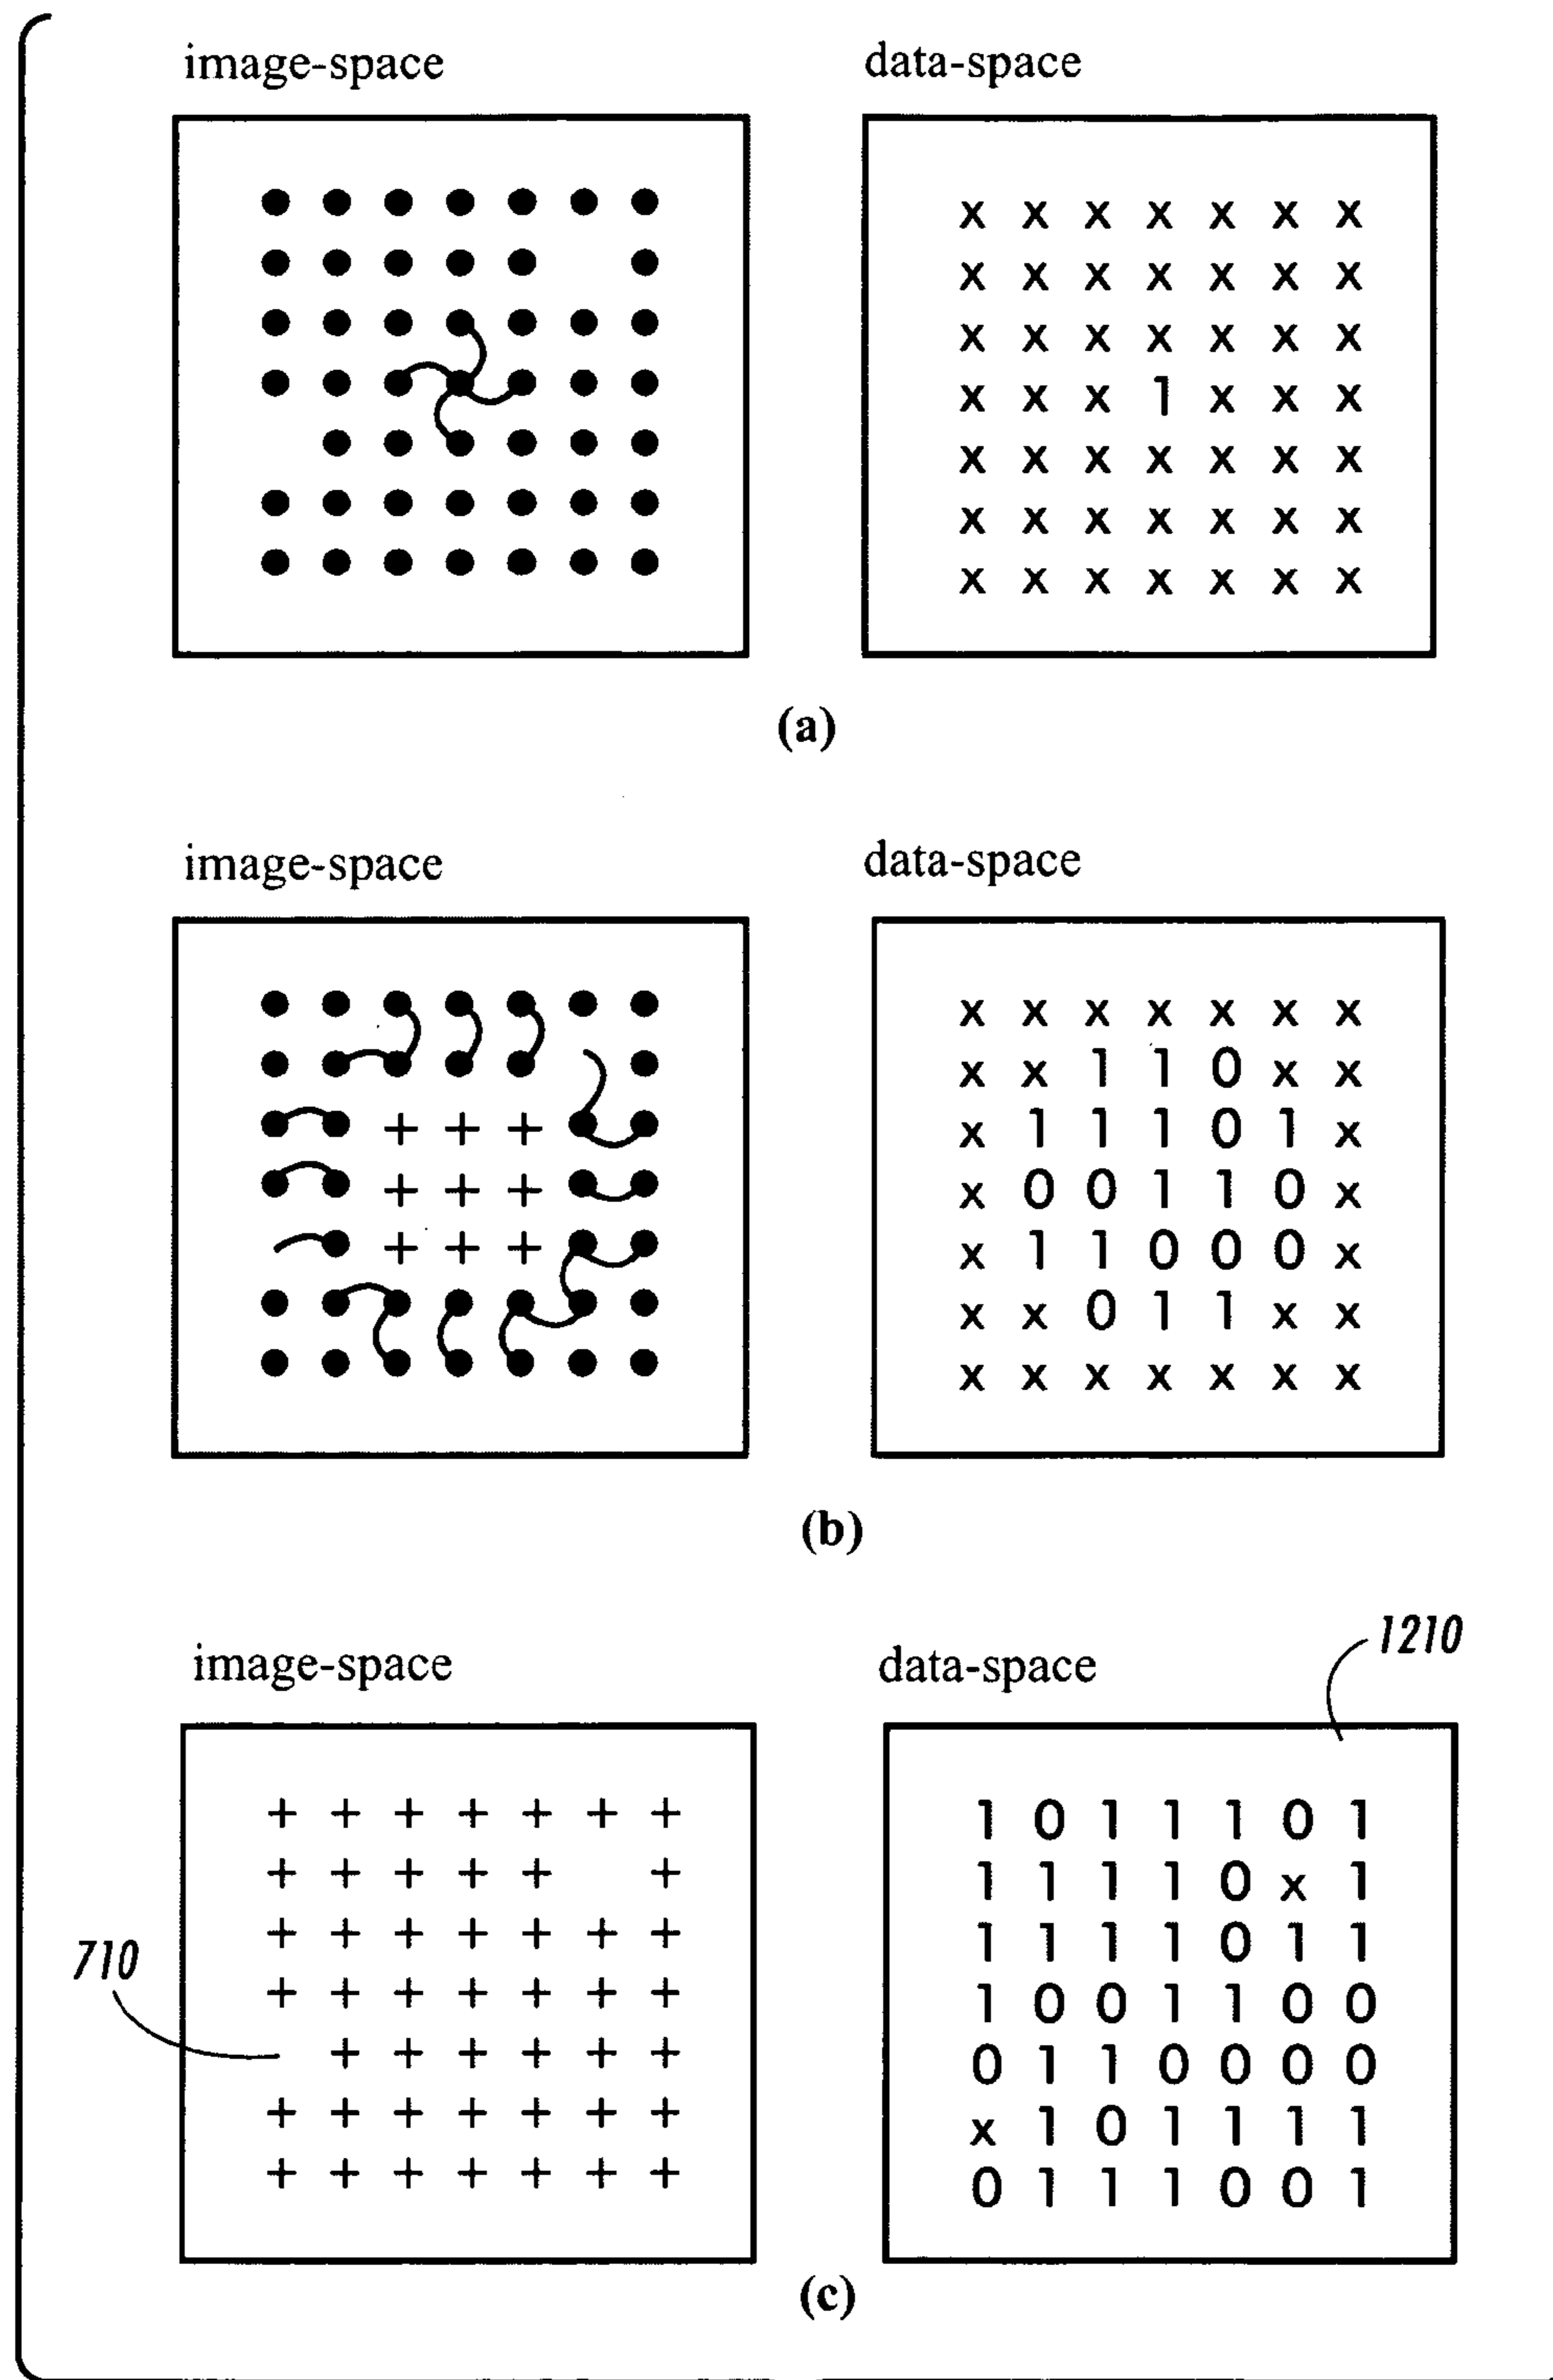 image-space data-space
x x x x x x x
x x x x x x x
x x x x x x x
x x x 1 x x x
x x x x x x x
x x x x x x x
x x x x x x x
(a)
image-space data-space
x x x x x x x
x x 1 1 0 x x
+ + + x 1 1 1 0 1 x
+ + + x 0 0 1 1 0 x
+ + + x 1 1 0 0 0 x
x x 0 1 1 x x
x x x x x x x
(b)
1210
image-space data-space
+ + + + + + + 1 0 1 1 1 0 1
+ + + + + + 1 1 1 1 0 x 1
+ + + + + + + 1 1 1 1 0 1 1
710
+ + + + + + + 1 0 0 1 1 0 0
+ + + + + + 0 1 1 0 0 0 0
+ + + + + + + x 1 0 1 1 1 1
+ + + + + + + 0 1 1 1 0 0 1
(c)